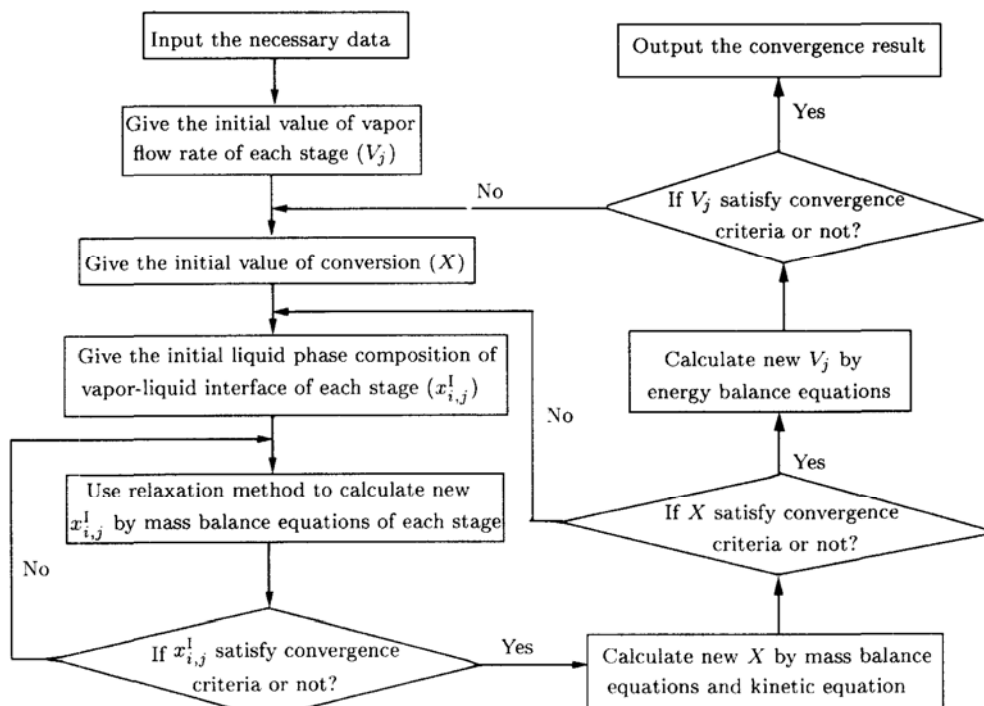 Input the necessary data
Give the initial value of vapor
flow rate of each stage (V_j)
Give the initial value of conversion (X)
Give the initial liquid phase composition of
vapor-liquid interface of each stage (x^I_{i,j})
Use relaxation method to calculate new
x^I_{i,j} by mass balance equations of each stage
No
If x^I_{i,j} satisfy convergence
criteria or not?
Yes
Calculate new X by mass balance
equations and kinetic equation
If X satisfy convergence
criteria or not?
No
Yes
Calculate new V_j by
energy balance equations
If V_j satisfy convergence
criteria or not?
No
Yes
Output the convergence result